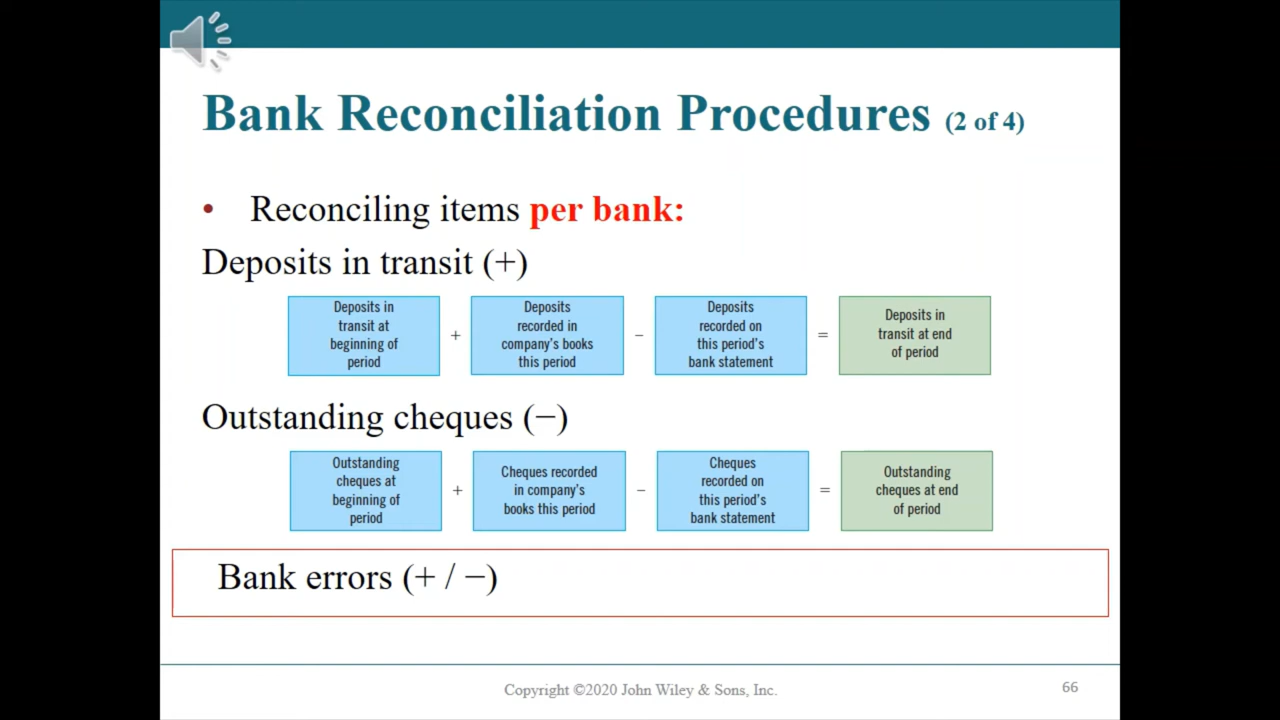 Bank Reconciliation Procedures (2 of 4)
• Reconciling items per bank:
Deposits in transit (+)
Deposits in
transit at
beginning of
period
+
Deposits
recorded in
company's books
this period
−
Deposits
recorded on
this period's
bank statement
=
Deposits in
transit at end
of period
Outstanding cheques (−)
Outstanding
cheques at
beginning of
period
+
Cheques recorded
in company's
books this period
−
Cheques
recorded on
this period's
bank statement
=
Outstanding
cheques at end
of period
Bank errors (+ / −)
Copyright ©2020 John Wiley & Sons, Inc.
66